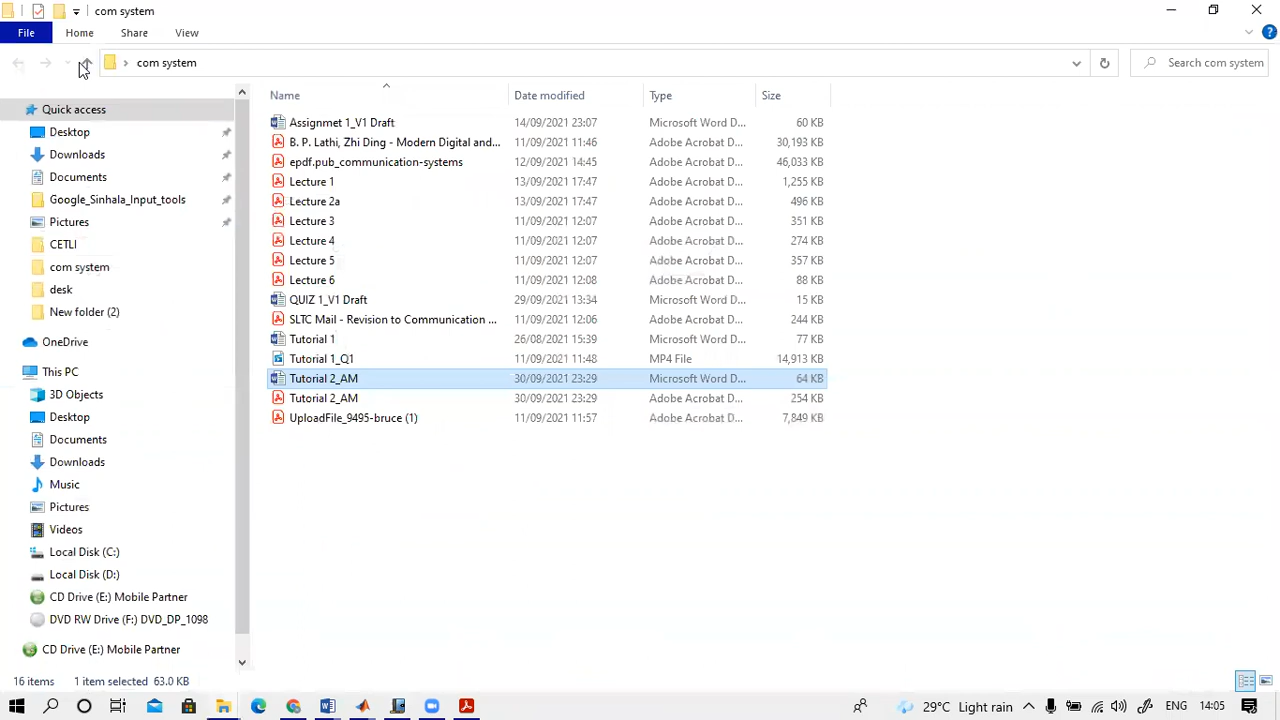 com system
File Home Share View
com system Search com system
Name Date modified Type Size
Quick access
Desktop
Downloads
Documents
Google_Sinhala_Input_tools
Pictures
CETLI
com system
desk
New folder (2)
OneDrive
This PC
3D Objects
Desktop
Documents
Downloads
Music
Pictures
Videos
Local Disk (C:)
Local Disk (D:)
CD Drive (E:) Mobile Partner
DVD RW Drive (F:) DVD_DP_1098
CD Drive (E:) Mobile Partner
Assignmet 1_V1 Draft 14/09/2021 23:07 Microsoft Word D... 60 KB
B. P. Lathi, Zhi Ding - Modern Digital and... 11/09/2021 11:46 Adobe Acrobat D... 30,193 KB
epdf.pub_communication-systems 12/09/2021 14:45 Adobe Acrobat D... 46,033 KB
Lecture 1 13/09/2021 17:47 Adobe Acrobat D... 1,255 KB
Lecture 2a 13/09/2021 17:47 Adobe Acrobat D... 496 KB
Lecture 3 11/09/2021 12:07 Adobe Acrobat D... 351 KB
Lecture 4 11/09/2021 12:07 Adobe Acrobat D... 274 KB
Lecture 5 11/09/2021 12:07 Adobe Acrobat D... 357 KB
Lecture 6 11/09/2021 12:08 Adobe Acrobat D... 88 KB
QUIZ 1_V1 Draft 29/09/2021 13:34 Microsoft Word D... 15 KB
SLTC Mail - Revision to Communication ... 11/09/2021 12:06 Adobe Acrobat D... 244 KB
Tutorial 1 26/08/2021 15:39 Microsoft Word D... 77 KB
Tutorial 1_Q1 11/09/2021 11:48 MP4 File 14,913 KB
Tutorial 2_AM 30/09/2021 23:29 Microsoft Word D... 64 KB
Tutorial 2_AM 30/09/2021 23:29 Adobe Acrobat D... 254 KB
UploadFile_9495-bruce (1) 11/09/2021 11:57 Adobe Acrobat D... 7,849 KB
16 items 1 item selected 63.0 KB
29°C Light rain ENG 14:05